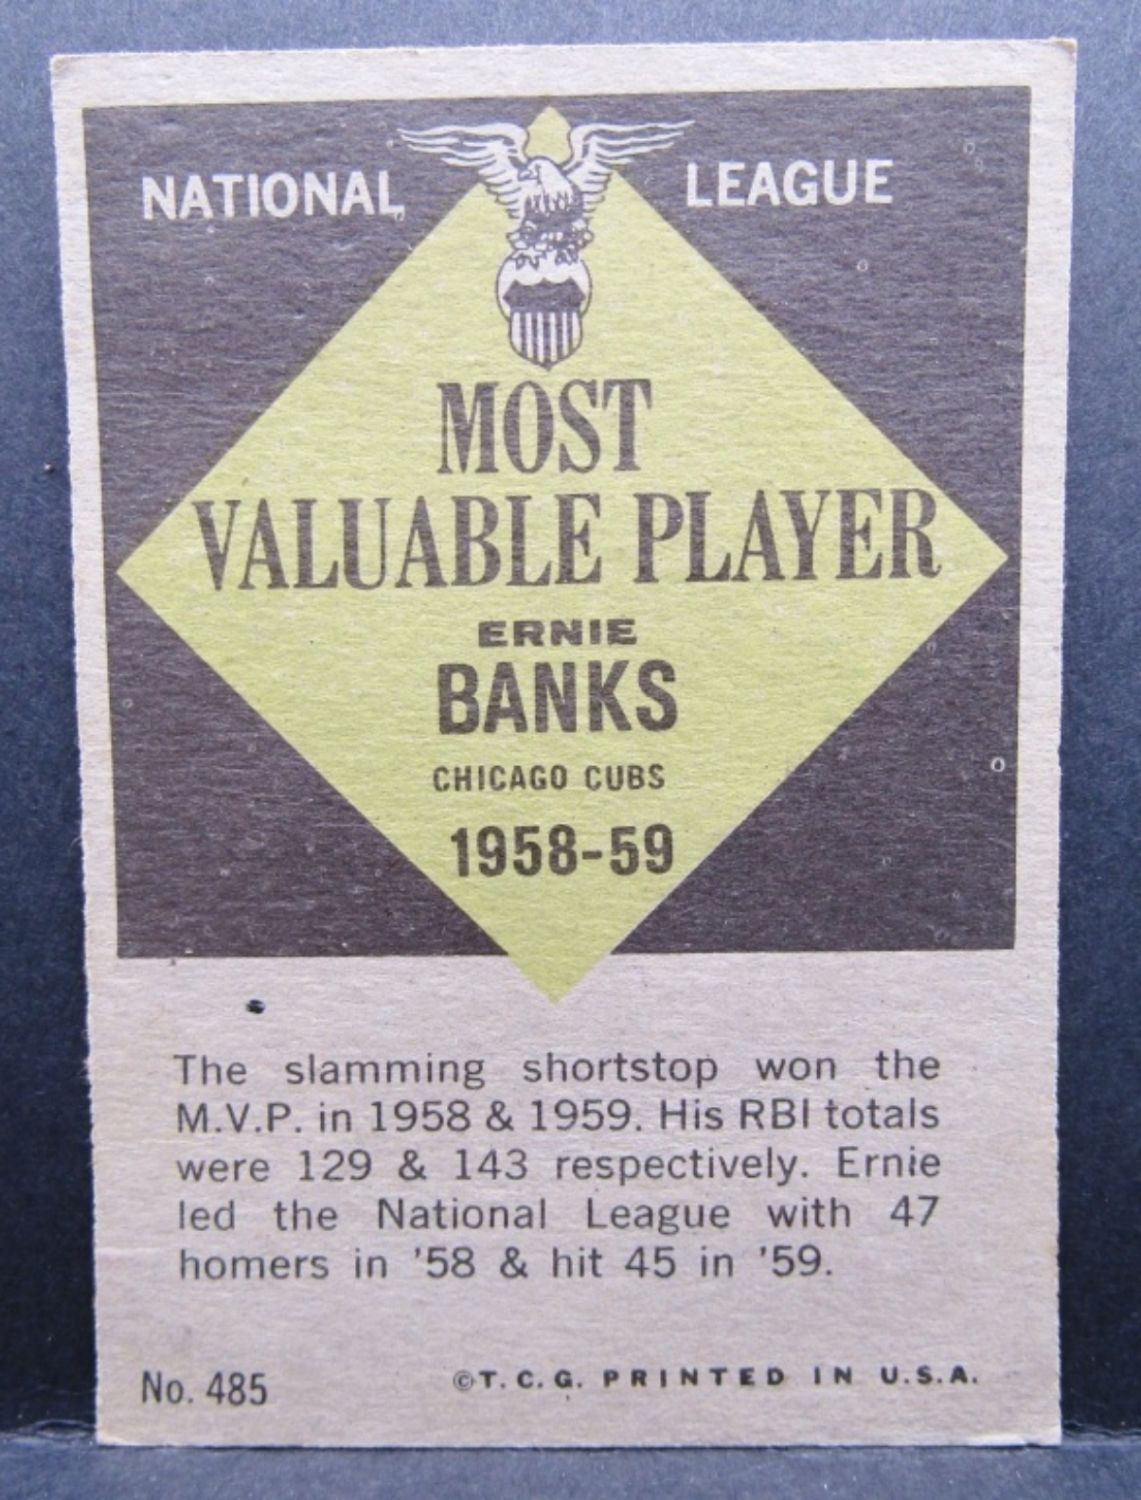 NATIONAL LEAGUE
MOST
VALUABLE PLAYER
ERNIE
BANKS
CHICAGO CUBS
1958-59
The slamming shortstop won the
M.V.P. in 1958 & 1959. His RBI totals
were 129 & 143 respectively. Ernie
led the National League with 47
homers in '58 & hit 45 in '59.
No. 485 ©T.C.G. PRINTED IN U.S.A.